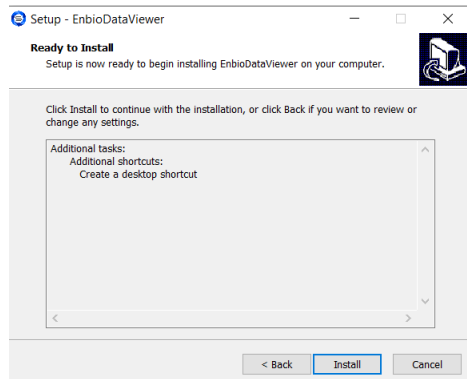 Setup - EnbioDataViewer
Ready to Install
Setup is now ready to begin installing EnbioDataViewer on your computer.
Click Install to continue with the installation, or click Back if you want to review or
change any settings.
Additional tasks:
Additional shortcuts:
Create a desktop shortcut
< Back
Install
Cancel